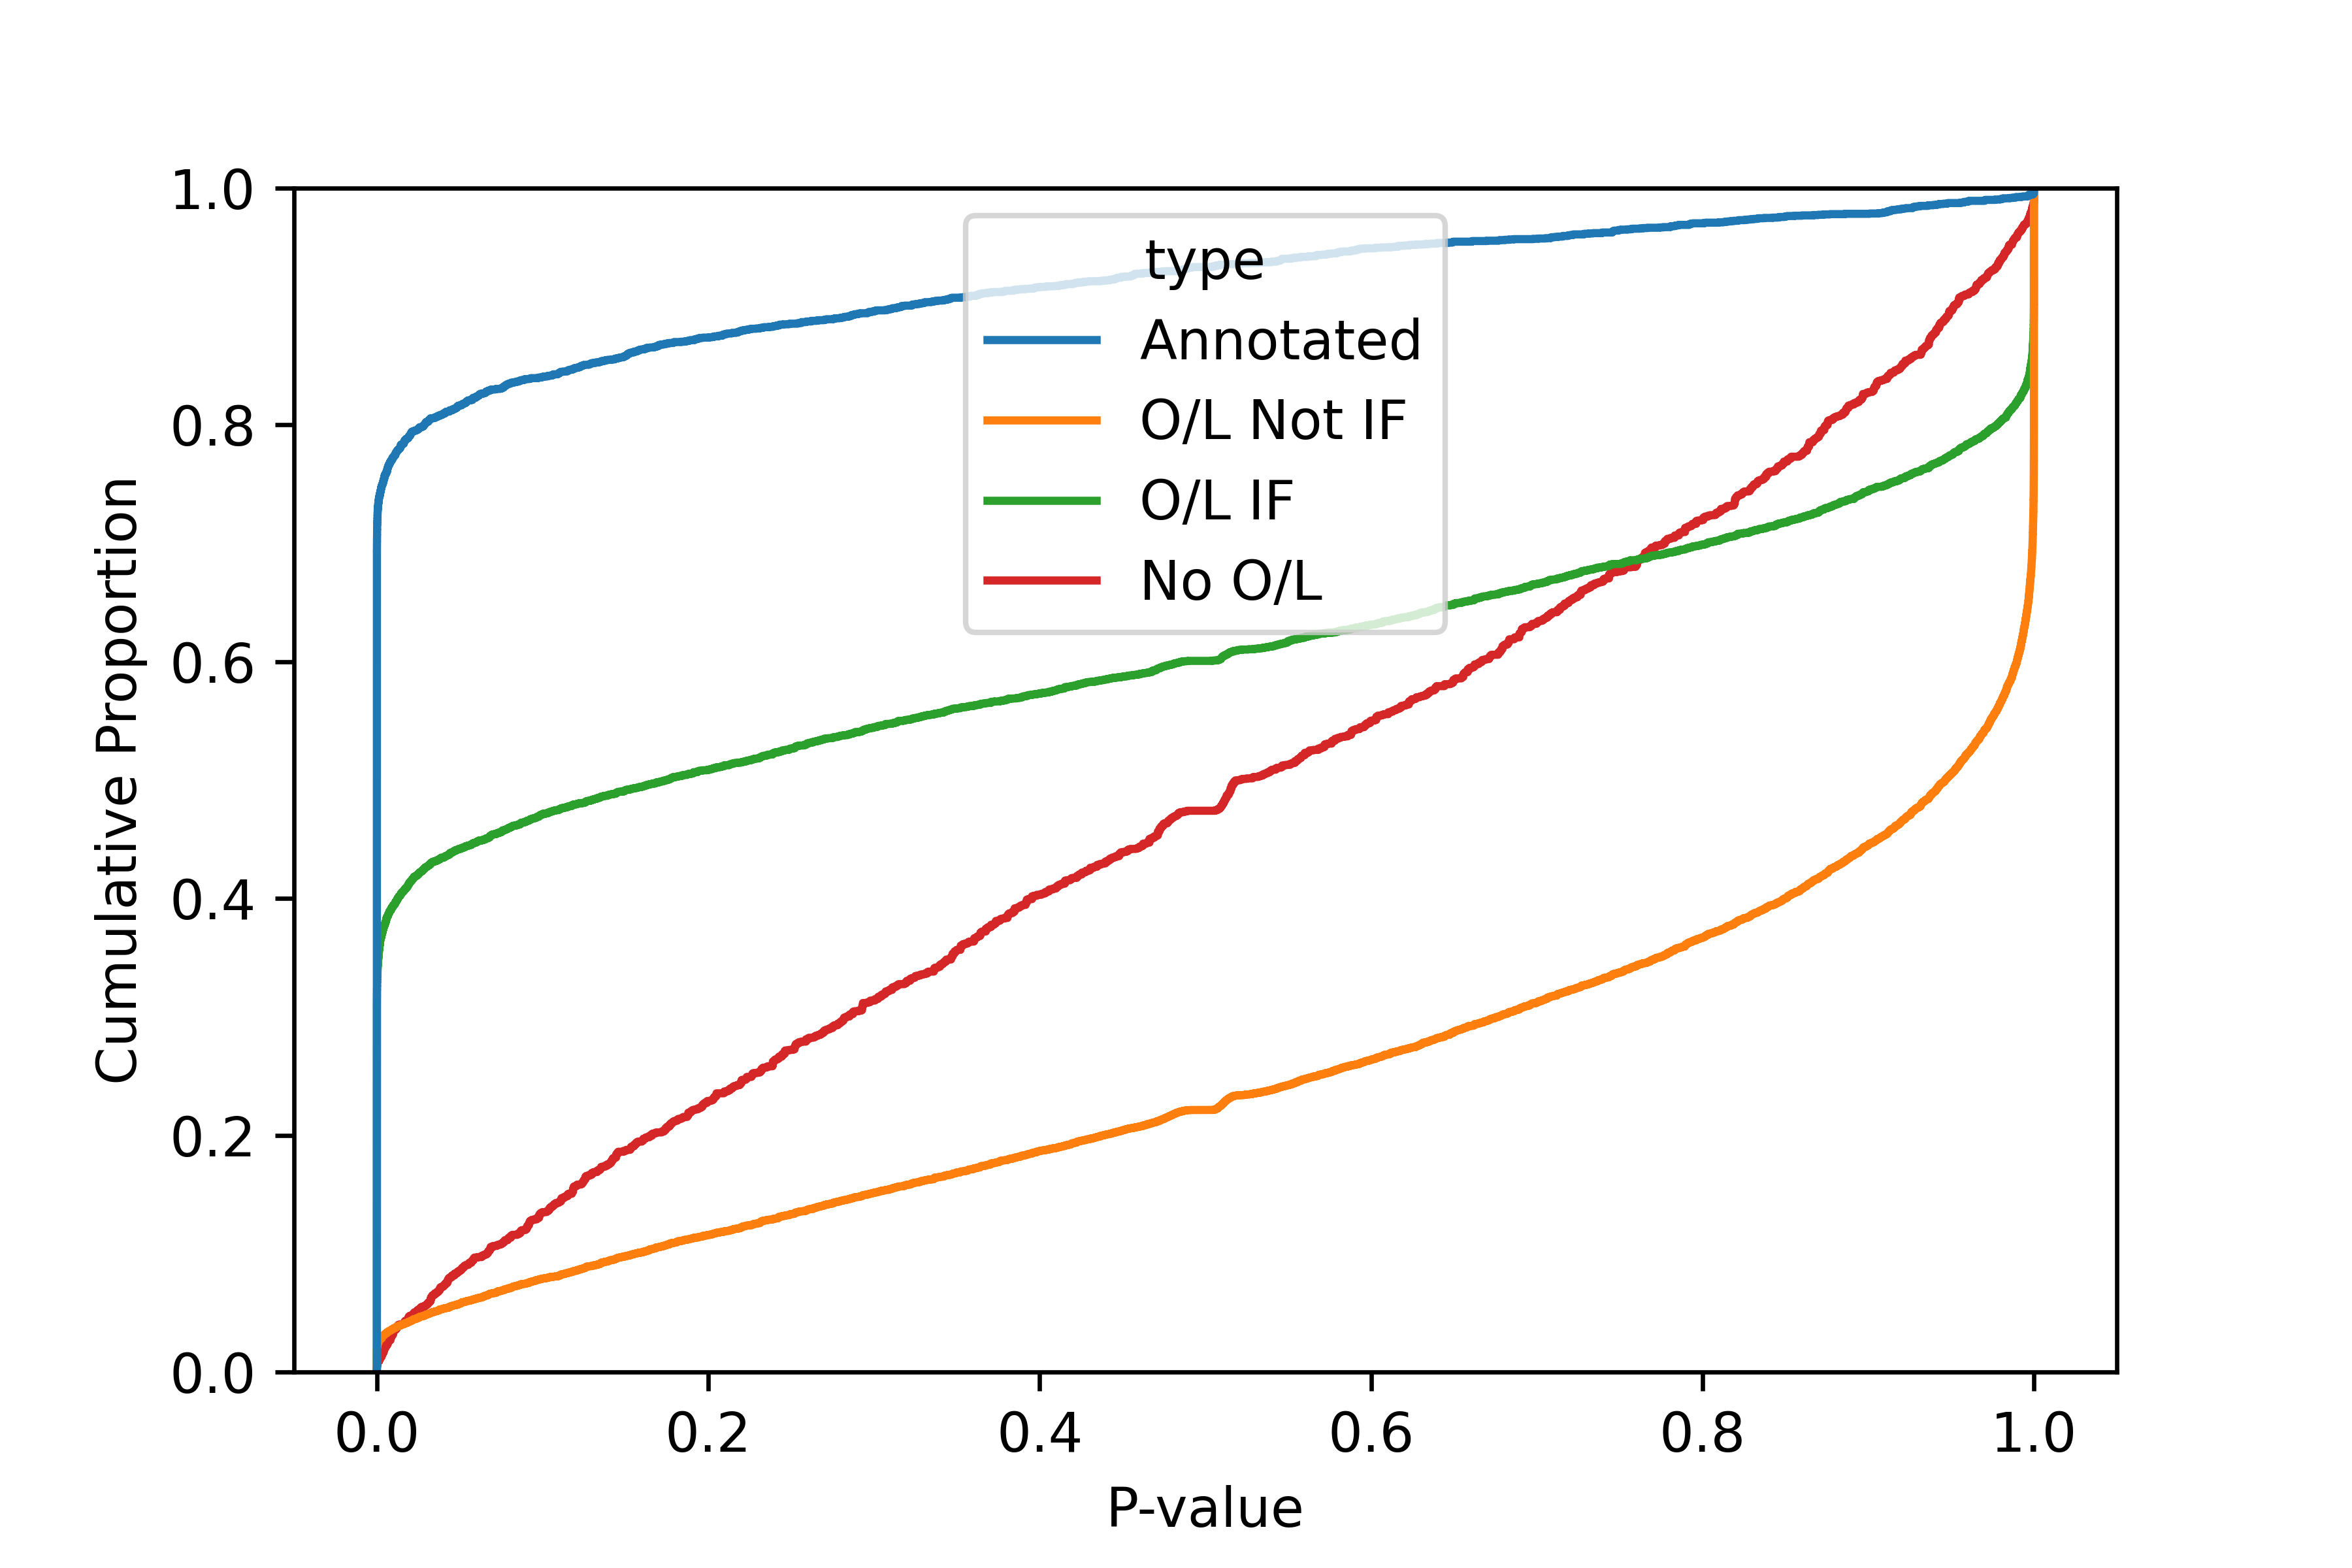 1.0
0.8
0.6
0.4
0.2
0.0
Cumulative Proportion
type
Annotated
O/L Not IF
O/L IF
No O/L
0.0 0.2 0.4 0.6 0.8 1.0
P-value